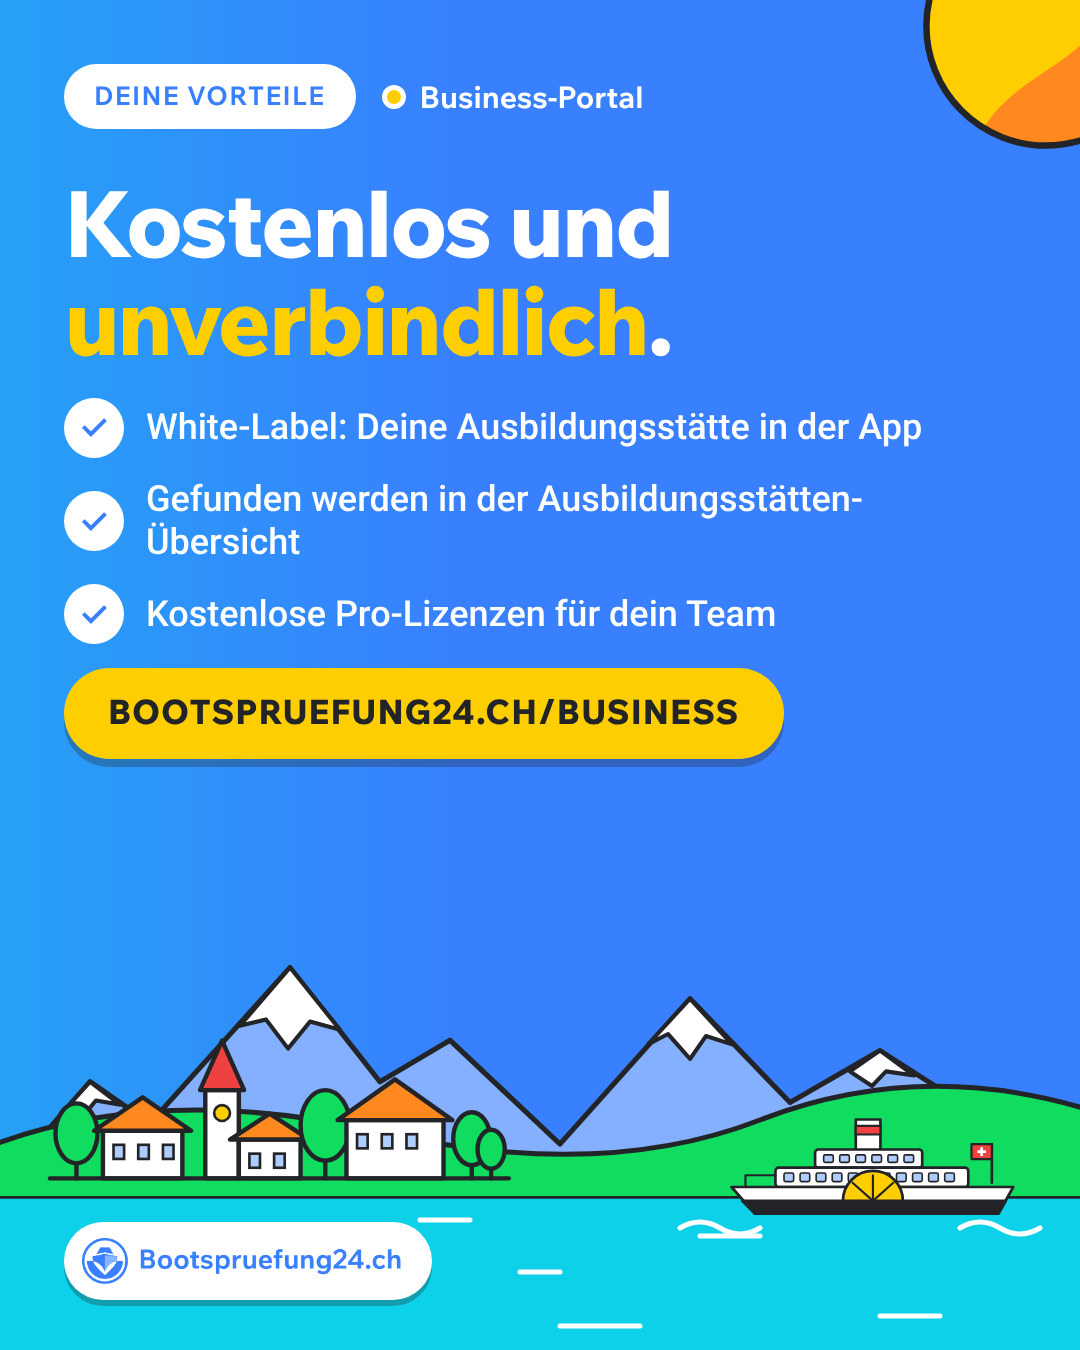 DEINE VORTEILE
Business-Portal
Kostenlos und
unverbindlich.
White-Label: Deine Ausbildungsstätte in der App
Gefunden werden in der Ausbildungsstätten-
Übersicht
Kostenlose Pro-Lizenzen für dein Team
BOOTSPRUEFUNG24.CH/BUSINESS
Bootspruefung24.ch